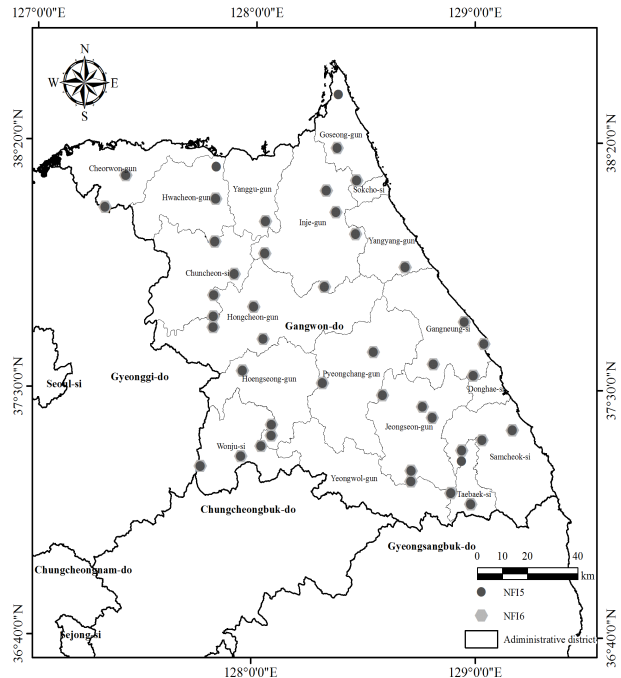 127°0'0"E
128°0'0"E
129°0'0"E
N
W
E
S
38°20'0"N
38°20'0"N
Goseong-gun
Cheorwon-gun
Sokcho-si
Hwacheon-gun
Yanggu-gun
Inje-gun
Yangyang-gun
Chuncheon-si
Hongcheon-gun
Gangwon-do
Gangneung-si
Seoul-si
Gyeonggi-do
Hoengseong-gun
Pyeongchang-gun
Donghae-si
37°30'0"N
37°30'0"N
Jeongseon-gun
Wonju-si
Samcheok-si
Yeongwol-gun
Taebaek-si
Chungcheongbuk-do
Gyeongsangbuk-do
0
10
20
40
km
Chungcheongnam-do
NFI5
NFI6
Sejong-si
Adiministrative district
36°40'0"N
36°40'0"N
128°0'0"E
129°0'0"E